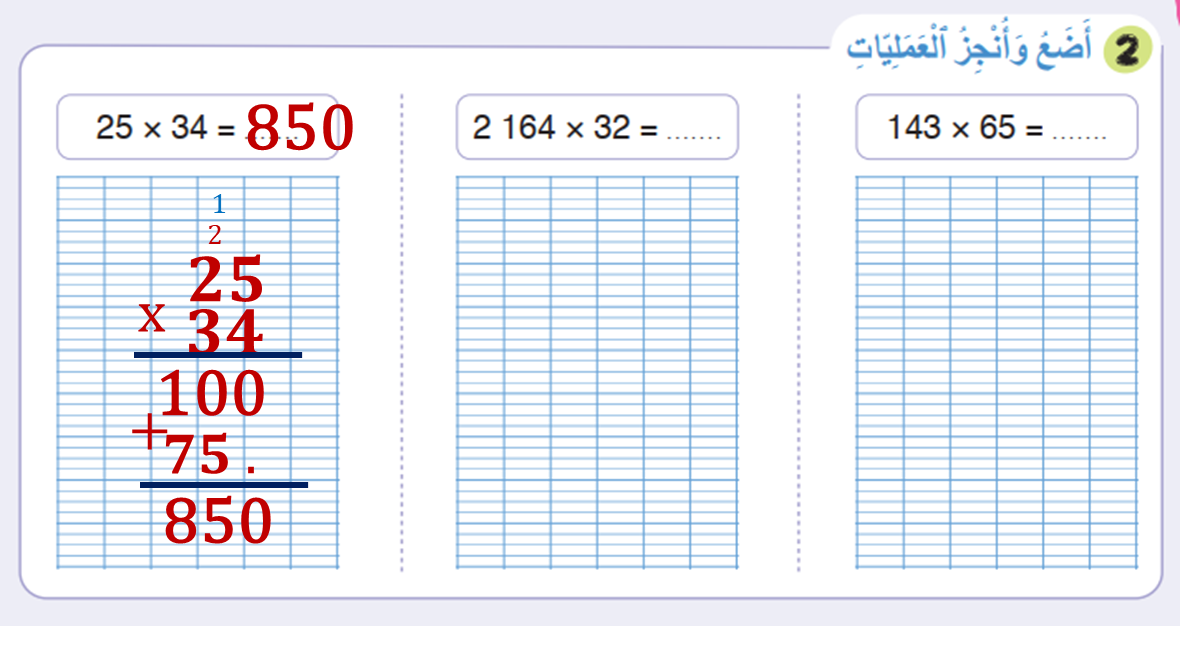 2 أَضَعُ وَأُنْجِزُ ٱلْعَمَلِيَّاتِ
25 × 34 = 850
2 164 × 32 = .......
143 × 65 = .......
1
2
25
x 34
100
+ 75 .
850